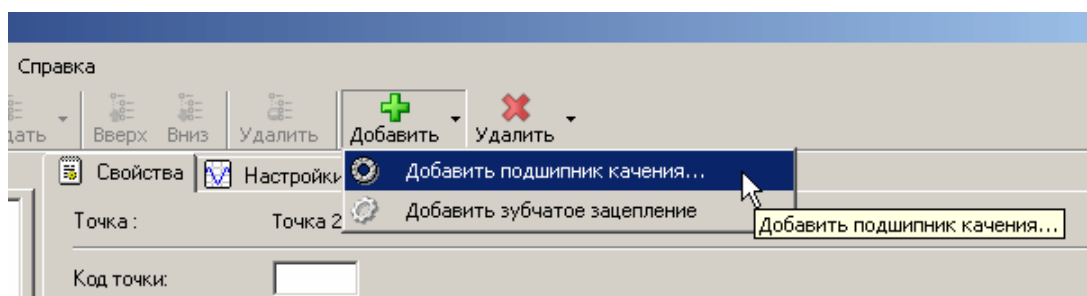 Справка
дать Вверх Вниз Удалить Добавить Удалить
Свойства Настройки Добавить подшипник качения...
Добавить зубчатое зацепление
Точка : Точка 2
Добавить подшипник качения...
Код точки: